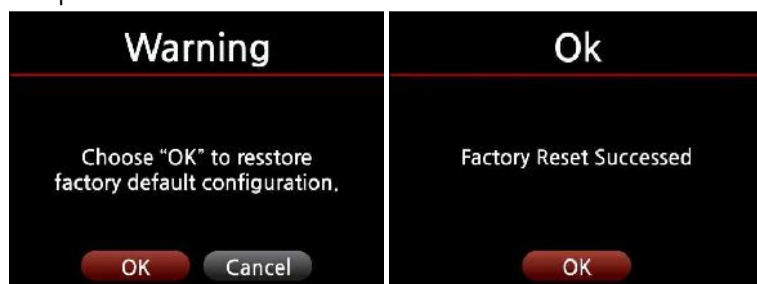 Warning
Choose “OK” to resstore
factory default configuration.
OK
Cancel
Ok
Factory Reset Successed
OK